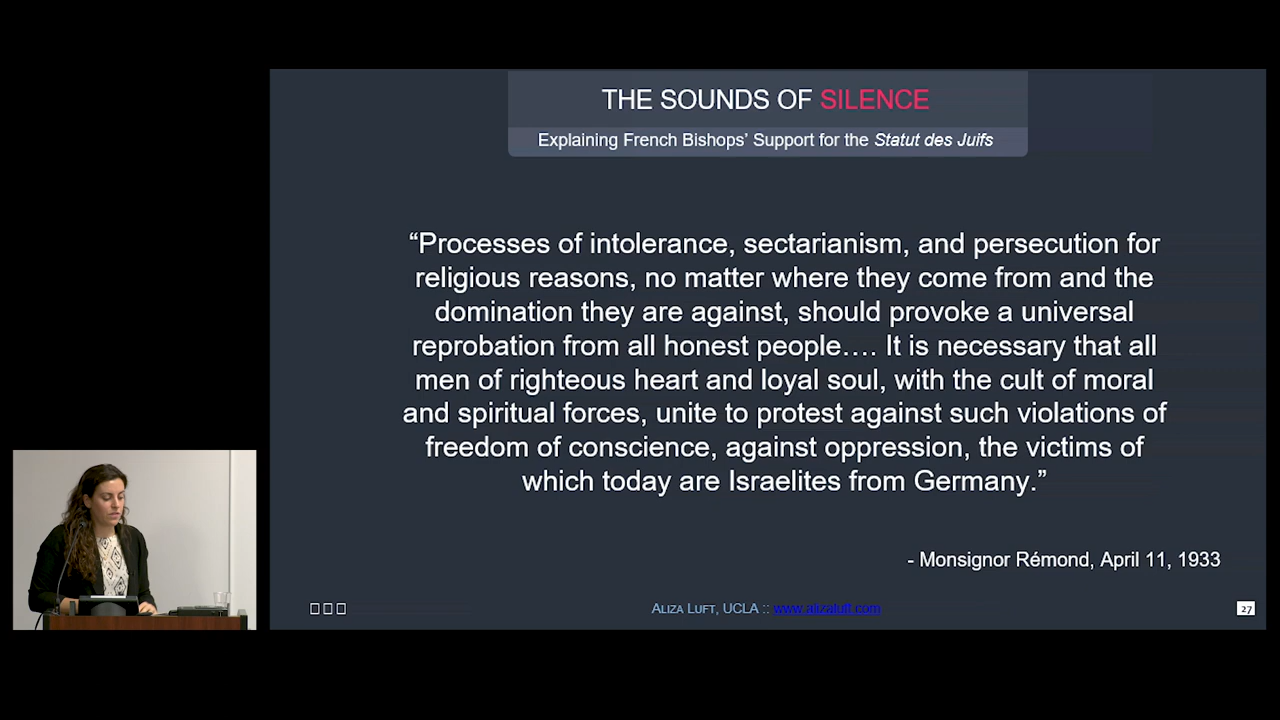 THE SOUNDS OF SILENCE
Explaining French Bishops’ Support for the Statut des Juifs
“Processes of intolerance, sectarianism, and persecution for
religious reasons, no matter where they come from and the
domination they are against, should provoke a universal
reprobation from all honest people…. It is necessary that all
men of righteous heart and loyal soul, with the cult of moral
and spiritual forces, unite to protest against such violations of
freedom of conscience, against oppression, the victims of
which today are Israelites from Germany.”
- Monsignor Rémond, April 11, 1933
ALIZA LUFT, UCLA :: www.alizaluft.com
27